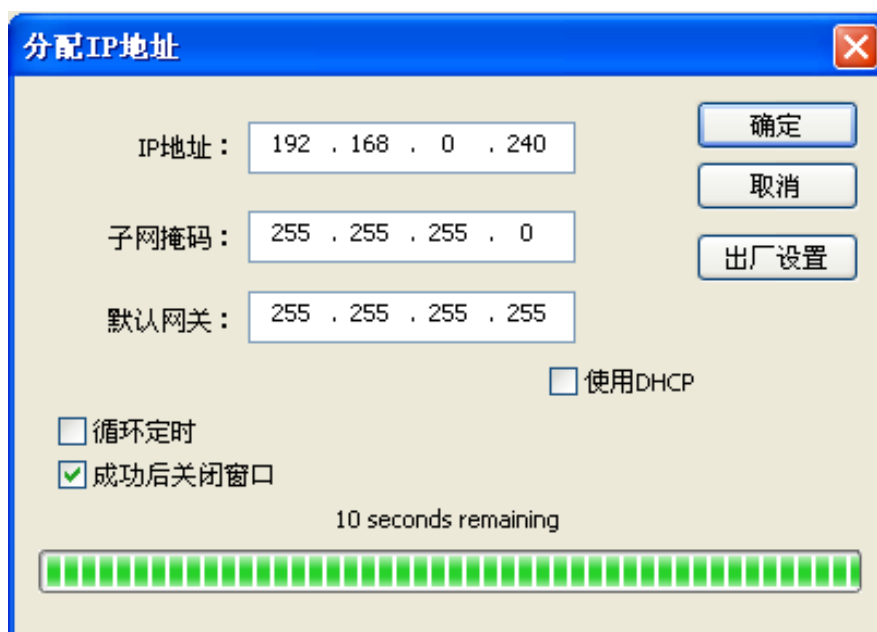 分配IP地址
IP地址： 192 . 168 . 0 . 240
确定
取消
子网掩码： 255 . 255 . 255 . 0
出厂设置
默认网关： 255 . 255 . 255 . 255
使用DHCP
循环定时
成功后关闭窗口
10 seconds remaining